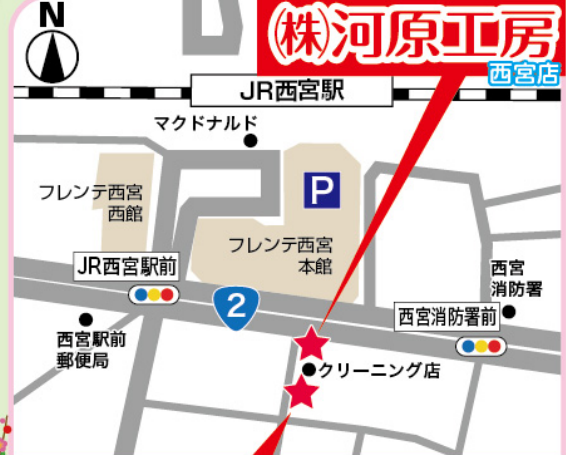 N
(株)河原工房
西宮店
JR西宮駅
マクドナルド
P
フレンテ西宮
西館
フレンテ西宮
本館
JR西宮駅前
2
西宮
消防署
西宮消防署前
西宮駅前
郵便局
クリーニング店